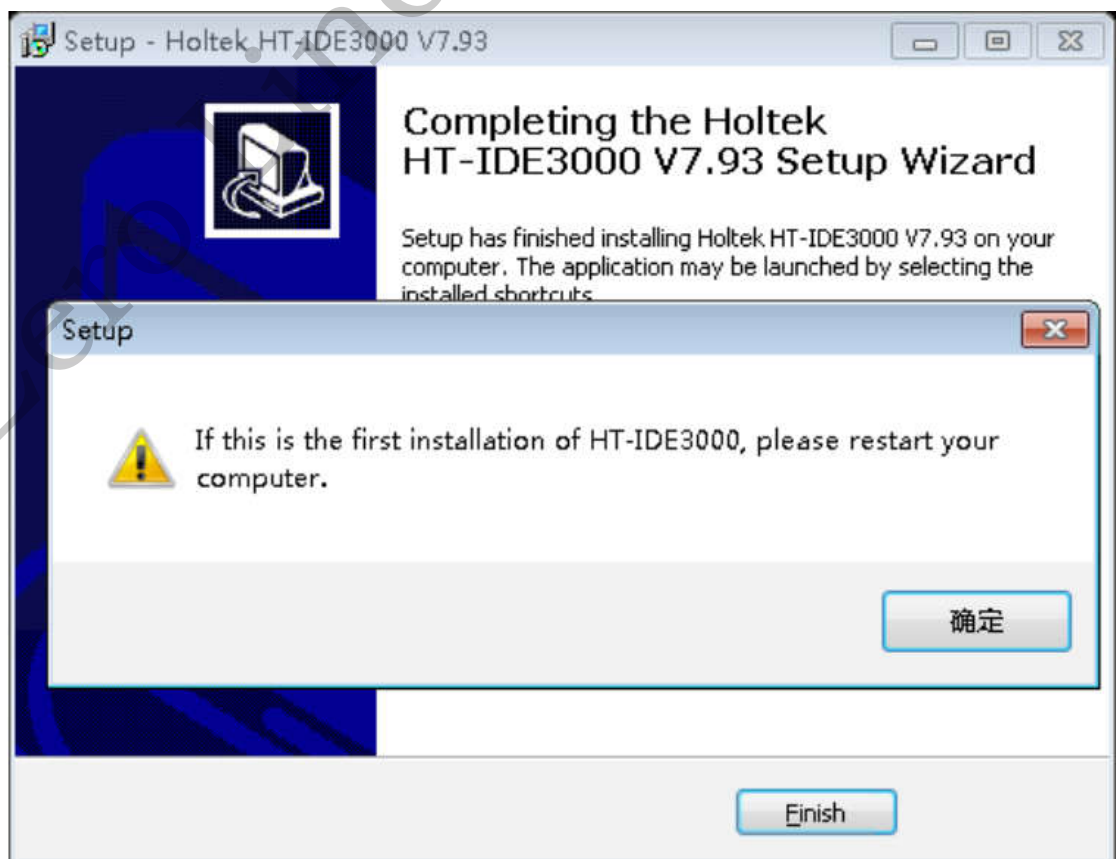 Setup - Holtek HT-IDE3000 V7.93
Completing the Holtek
HT-IDE3000 V7.93 Setup Wizard
Setup has finished installing Holtek HT-IDE3000 V7.93 on your
computer. The application may be launched by selecting the
installed shortcuts.
Setup
If this is the first installation of HT-IDE3000, please restart your
computer.
确定
Finish